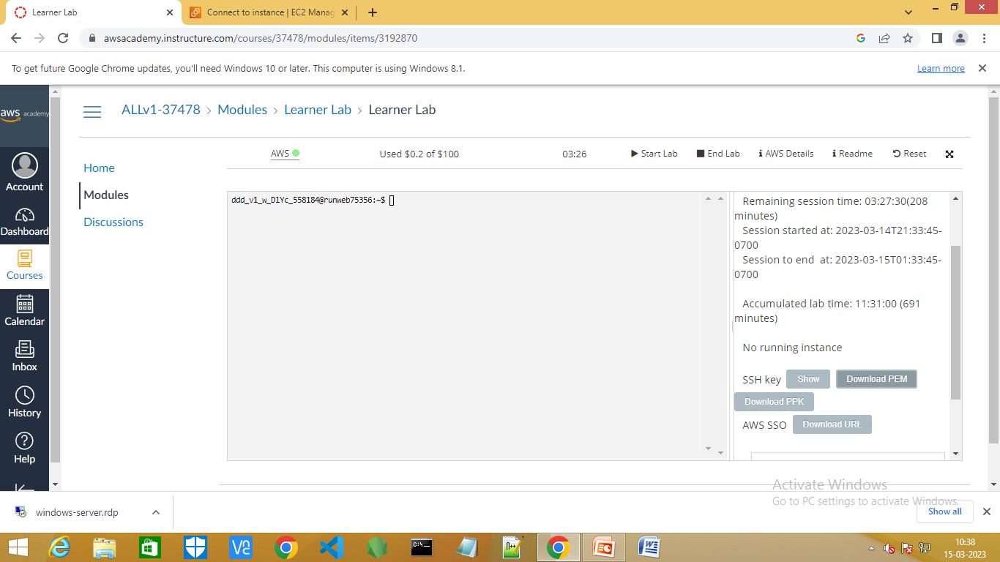 Learner Lab
Connect to instance | EC2 Manag
awsacademy.instructure.com/courses/37478/modules/items/3192870
To get future Google Chrome updates, you'll need Windows 10 or later. This computer is using Windows 8.1.
Learn more
aws academy
Account
Dashboard
Courses
Calendar
Inbox
History
Help
ALLv1-37478 > Modules > Learner Lab > Learner Lab
Home
Modules
Discussions
AWS
Used $0.2 of $100
03:26
Start Lab
End Lab
AWS Details
Readme
Reset
ddd_v1_w_DlYc_558184@runweb75356:~$
Remaining session time: 03:27:30(208
minutes)
Session started at: 2023-03-14T21:33:45-
0700
Session to end at: 2023-03-15T01:33:45-
0700
Accumulated lab time: 11:31:00 (691
minutes)
No running instance
SSH key Show Download PEM
Download PPK
AWS SSO Download URL
Activate Windows
Go to PC settings to activate Windows.
windows-server.rdp
Show all
10:38
15-03-2023